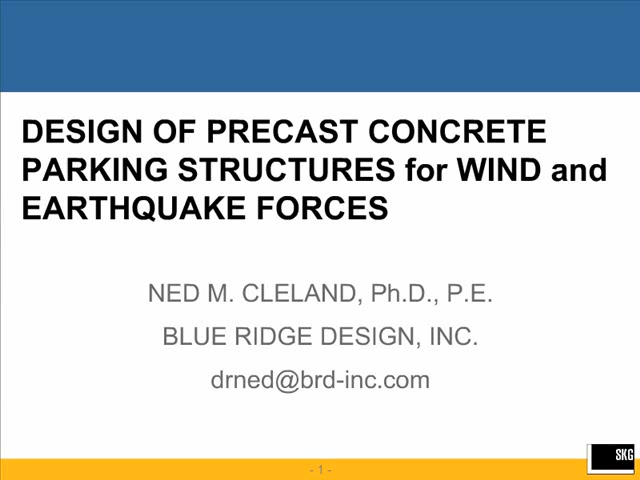 DESIGN OF PRECAST CONCRETE
PARKING STRUCTURES for WIND and
EARTHQUAKE FORCES
NED M. CLELAND, Ph.D., P.E.
BLUE RIDGE DESIGN, INC.
drned@brd-inc.com
SKG
- 1 -